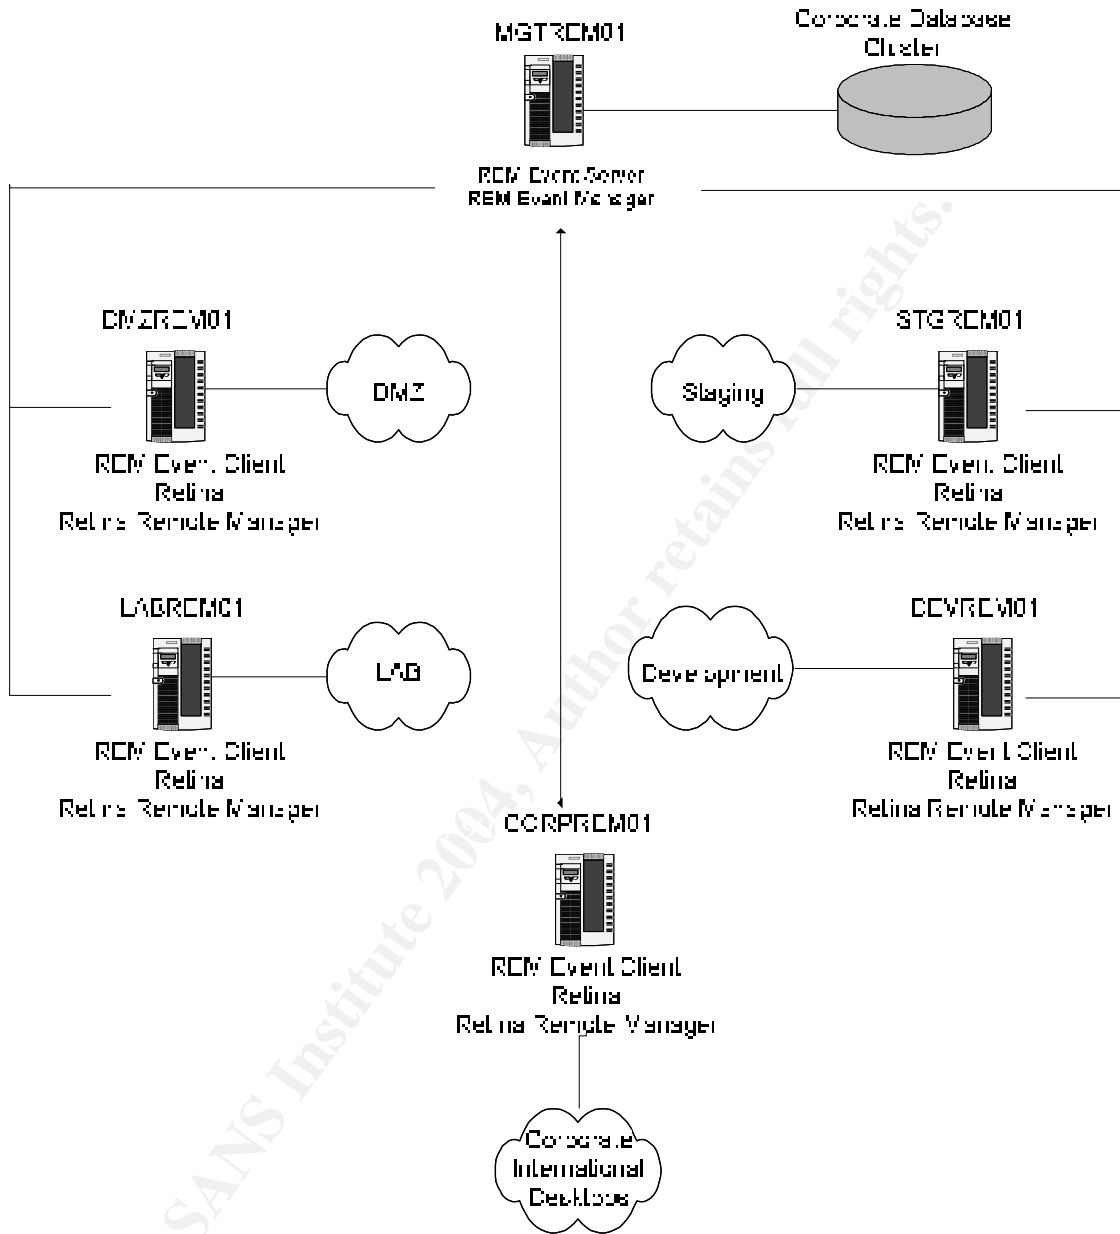 MGTREM01
Corporate Database
Cluster
REM Event Server
REM Event Manager
DMZREM01
DMZ
REM Event Client
Retina
Retina Remote Manager
STGREM01
Staging
REM Event Client
Retina
Retina Remote Manager
LABREM01
LAB
REM Event Client
Retina
Retina Remote Manager
DEVREM01
Development
REM Event Client
Retina
Retina Remote Manager
CORPREM01
REM Event Client
Retina
Retina Remote Manager
Corporate
International
Desktops
SANS Institute 2004, Author retains full rights.